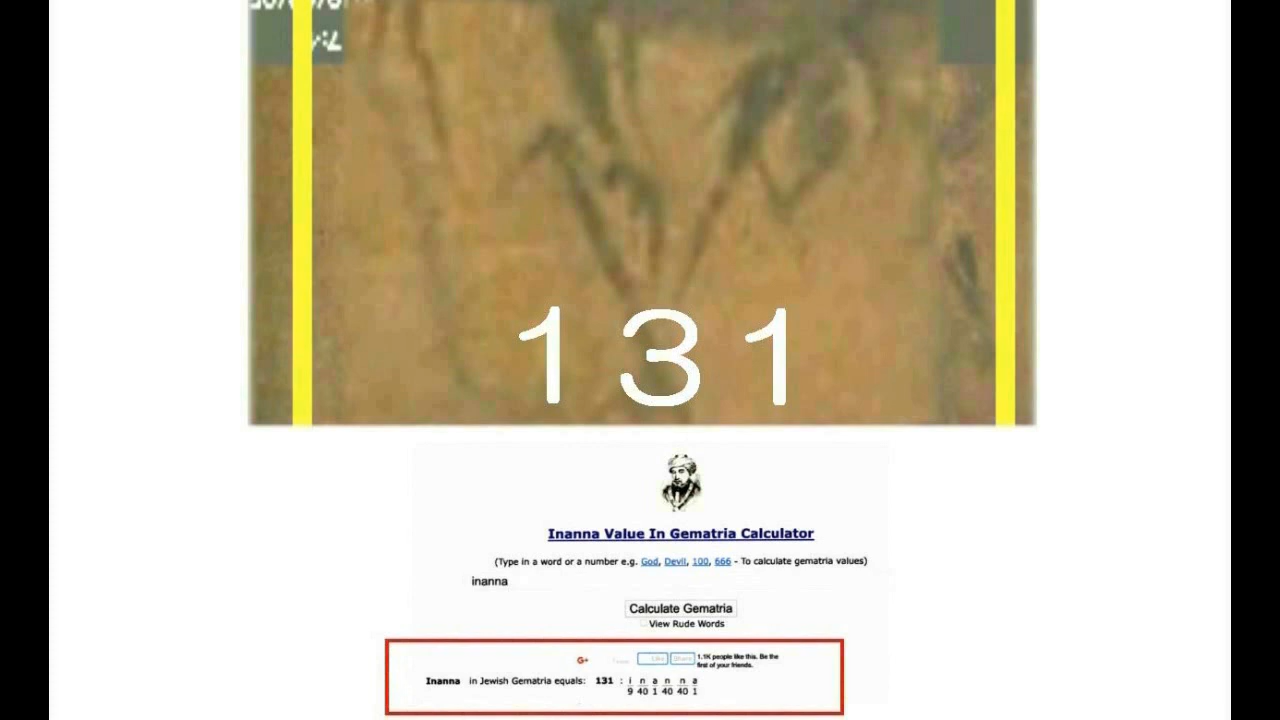 131
Inanna Value In Gematria Calculator
(Type in a word or a number e.g. God, Devil, 100, 666 - To calculate gematria values)
inanna
Calculate Gematria
View Rude Words
G+ Like Share 1.1K people like this. Be the
first of your friends.
Inanna in Jewish Gematria equals: 131 : i n a n n a
9 40 1 40 40 1